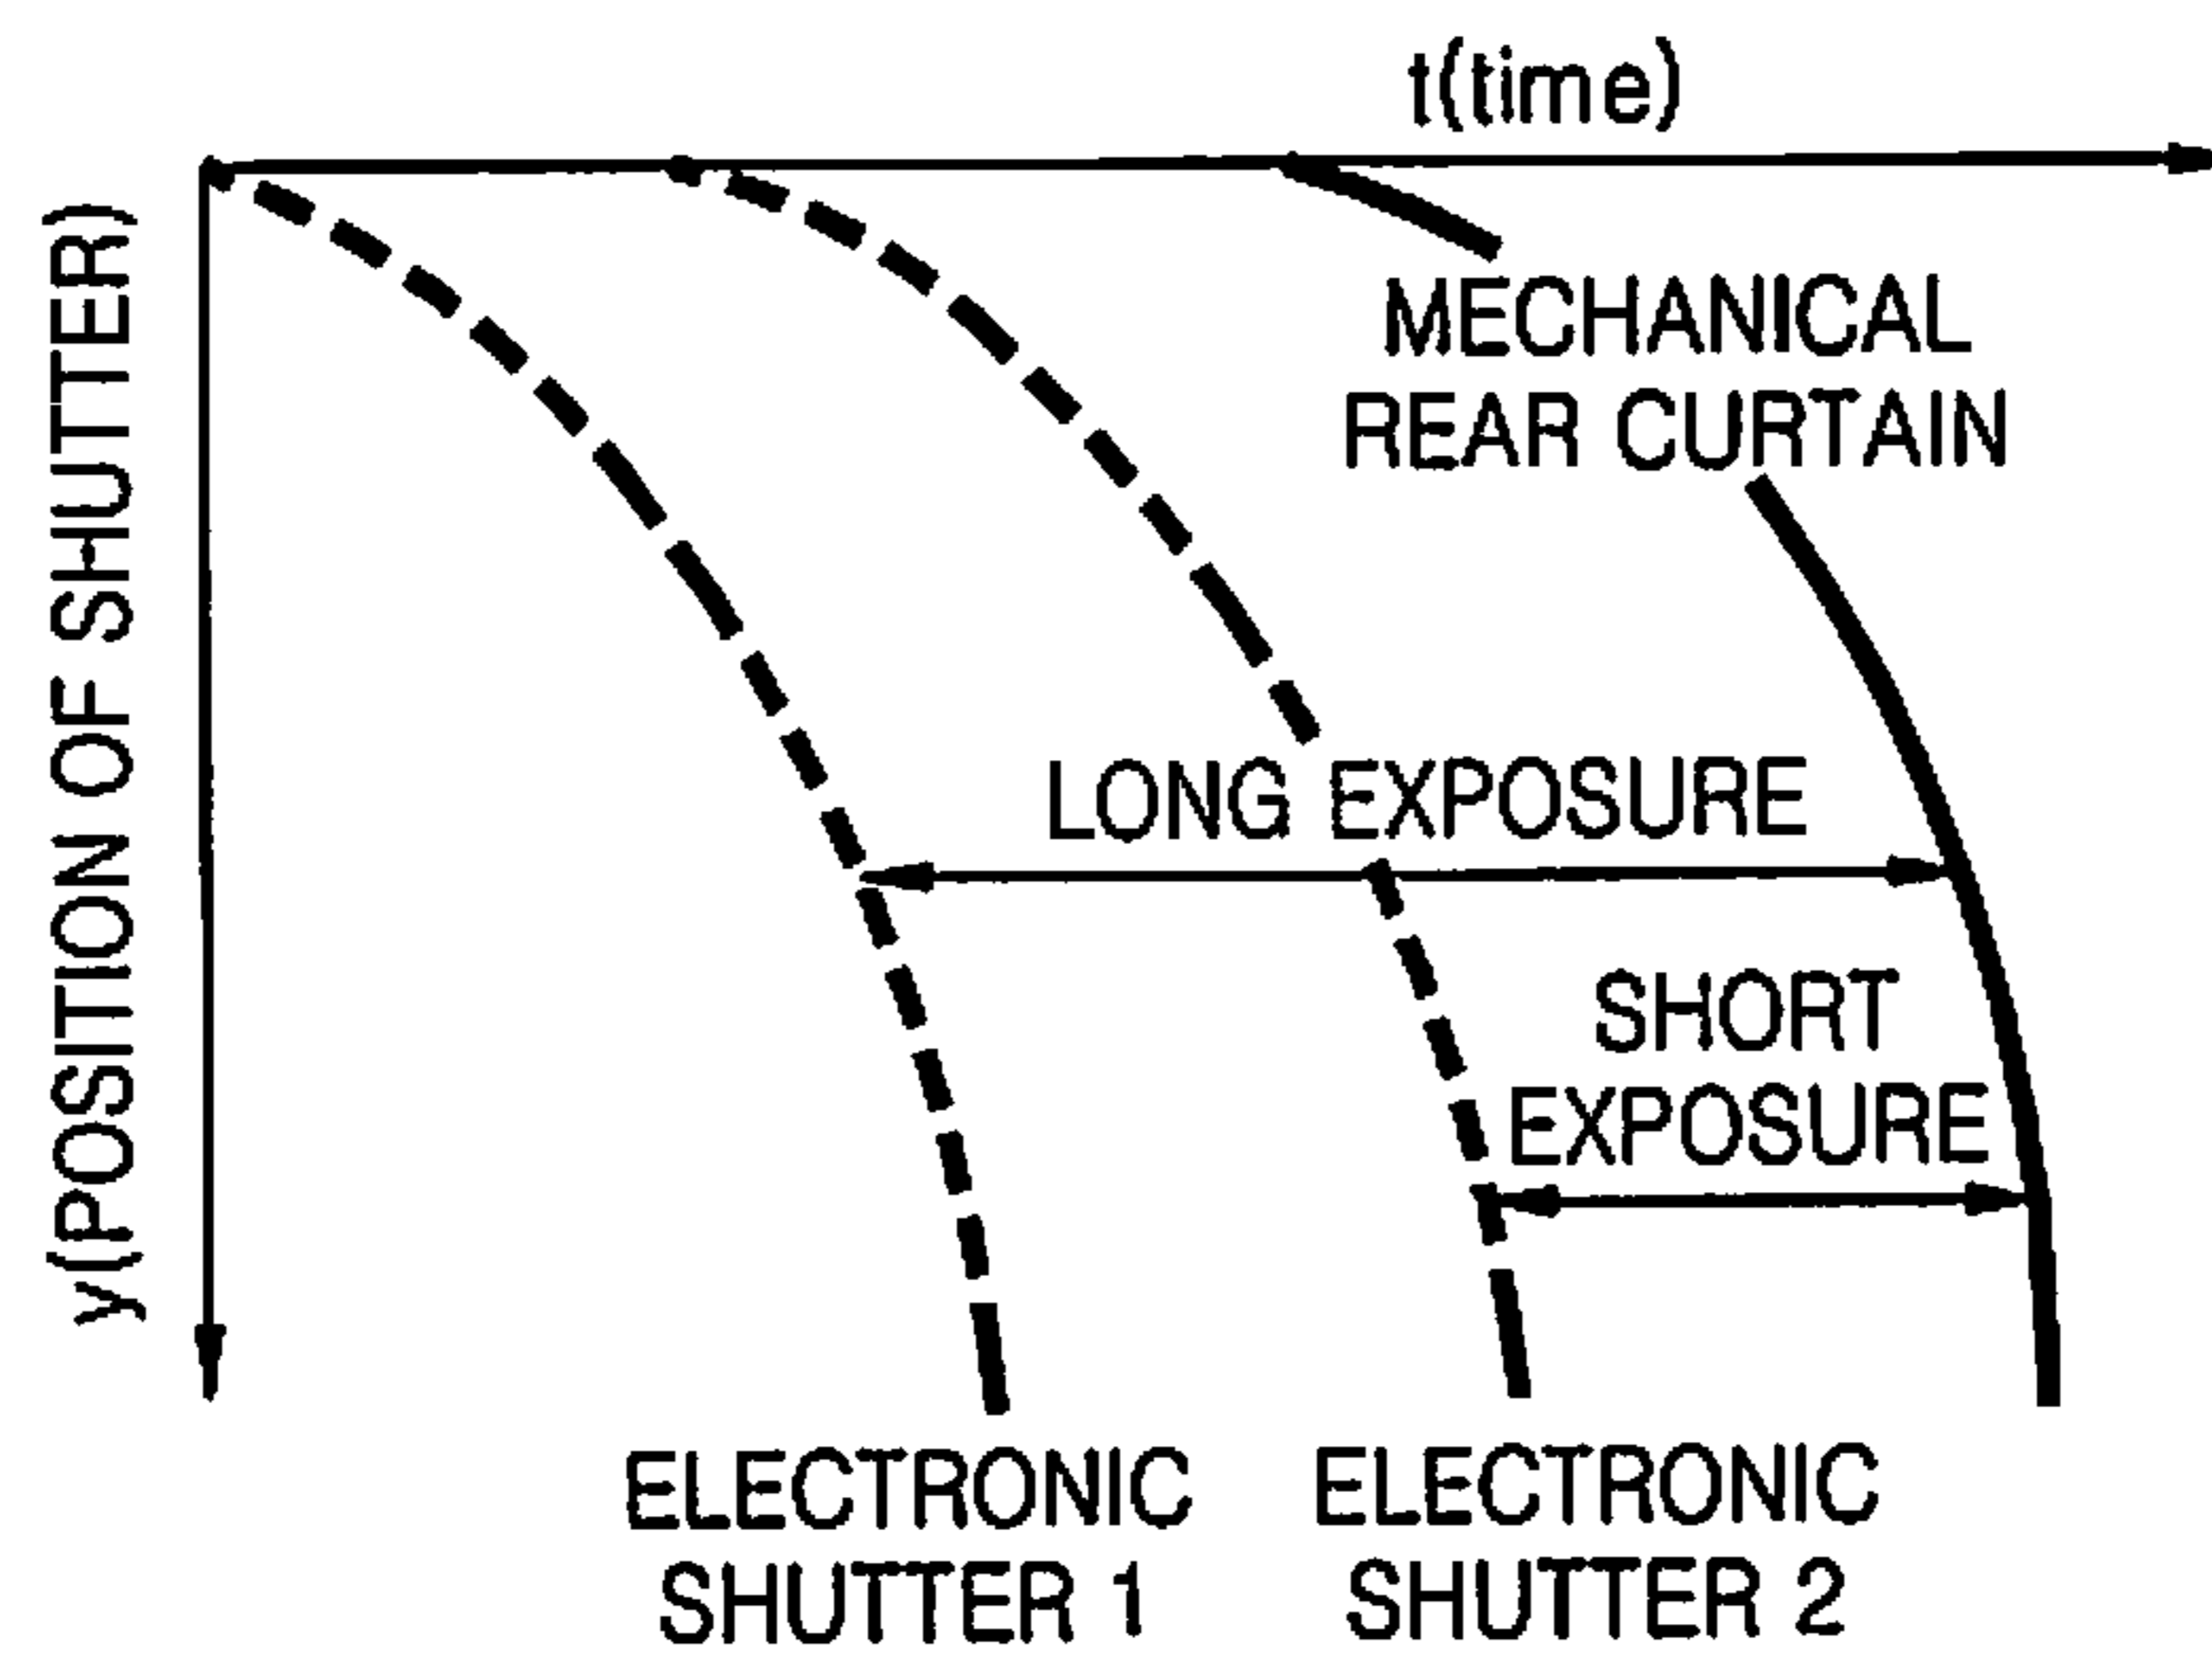 t(time)
y(POSITION OF SHUTTER)
MECHANICAL
REAR CURTAIN
LONG EXPOSURE
SHORT
EXPOSURE
ELECTRONIC
SHUTTER 1
ELECTRONIC
SHUTTER 2